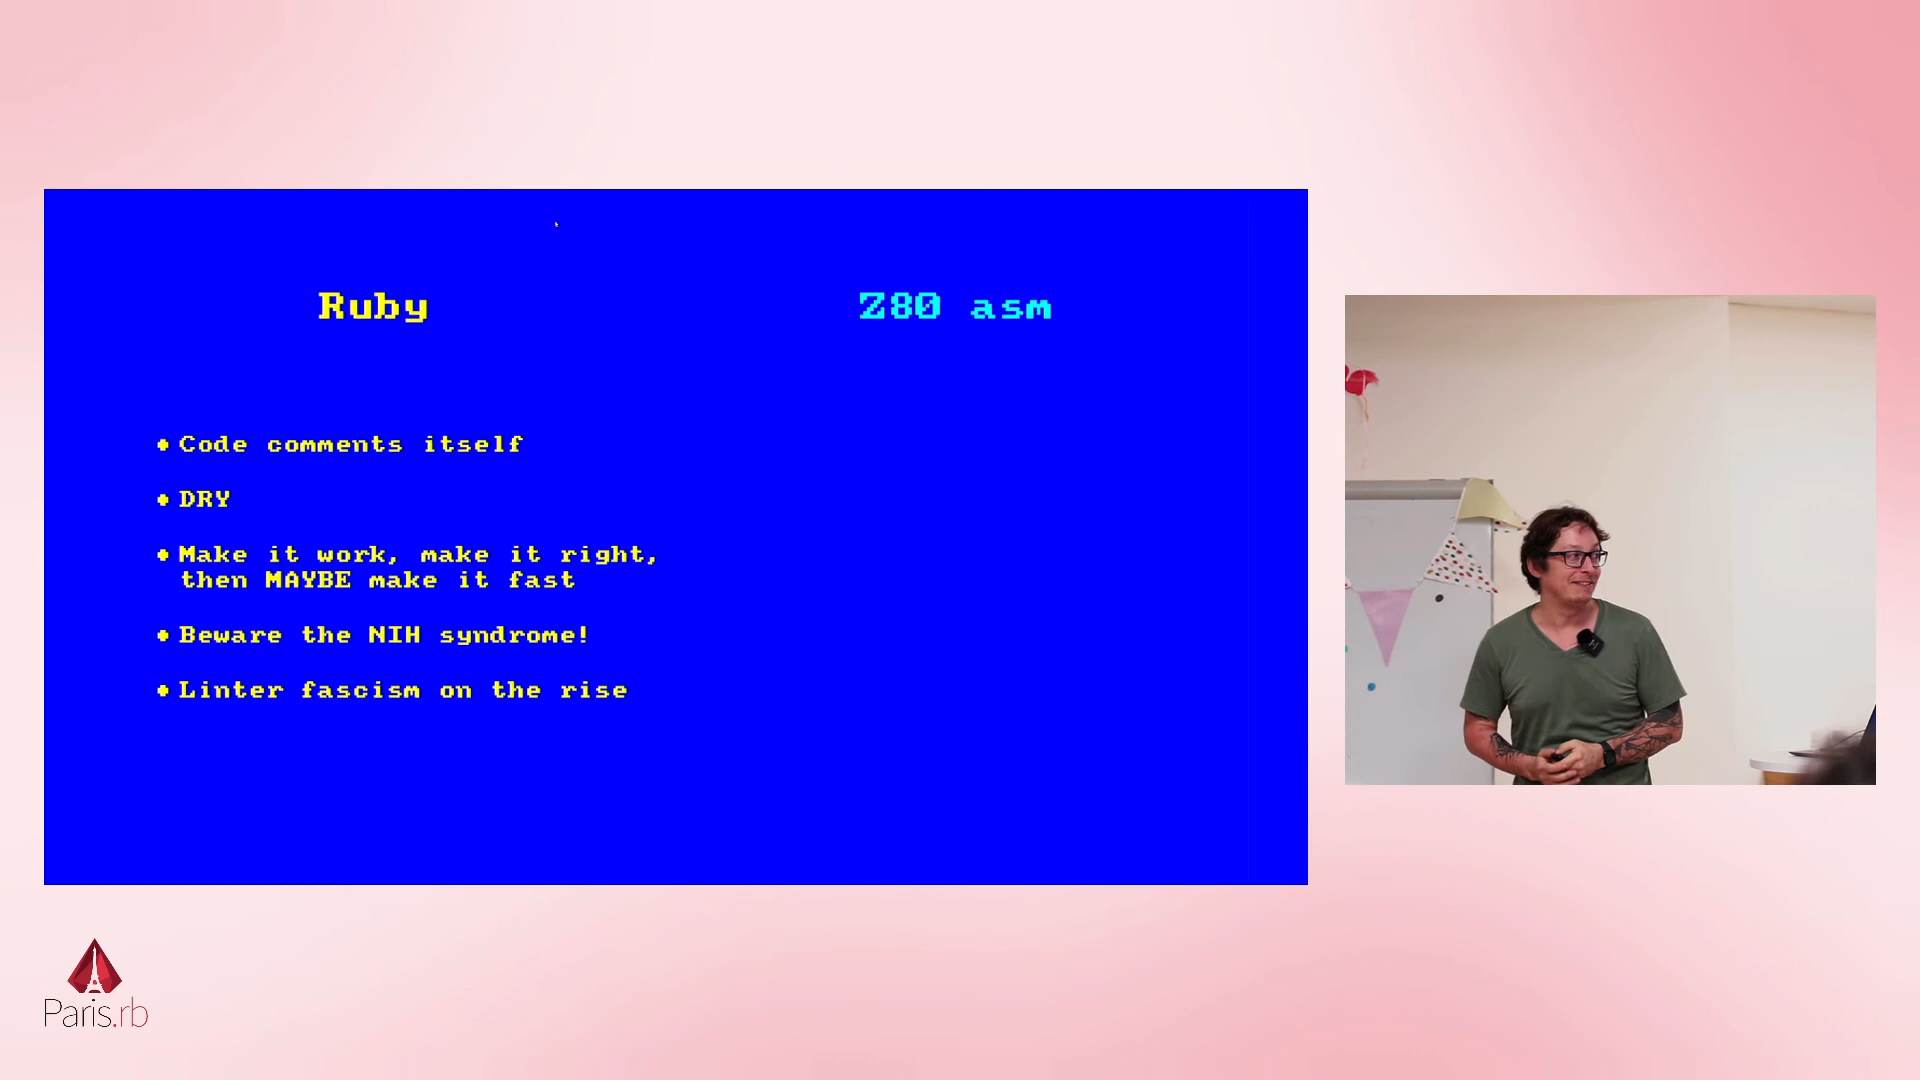 Ruby
Z80 asm
• Code comments itself
• DRY
• Make it work, make it right,
then MAYBE make it fast
• Beware the NIH syndrome!
• Linter fascism on the rise
Paris.rb